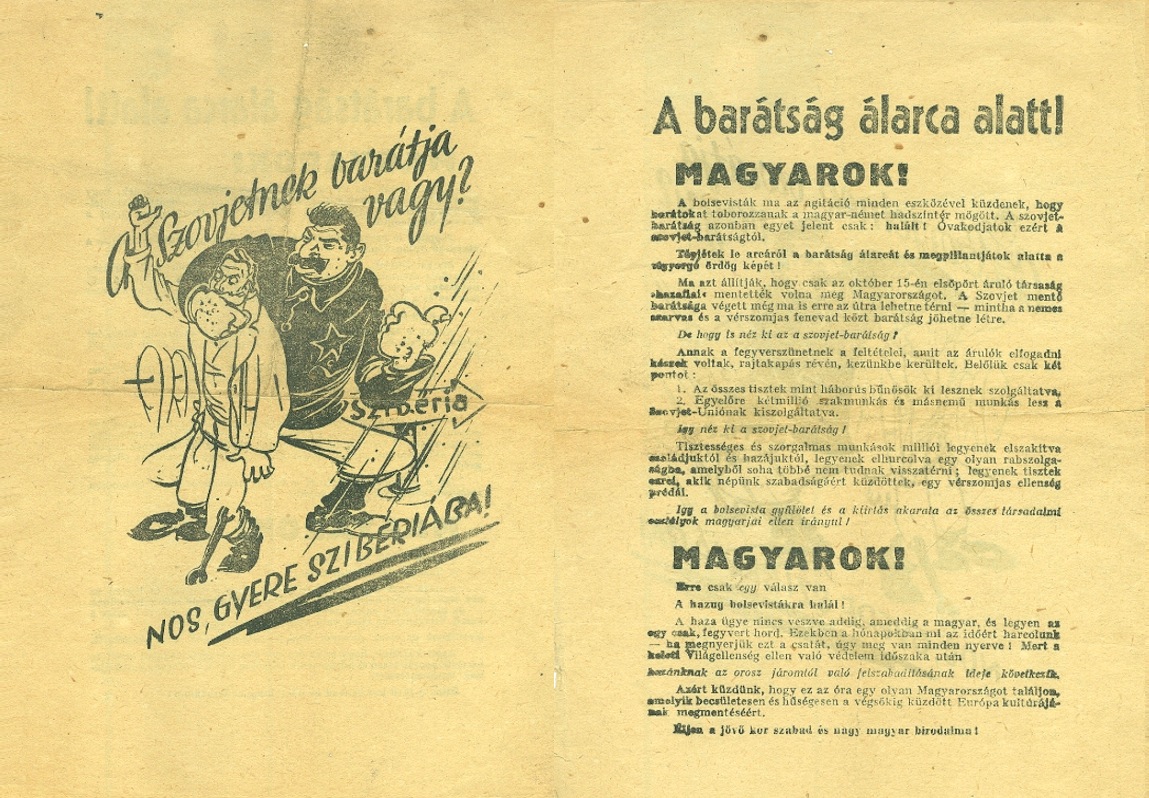 A Szovjetnek barátja
vagy?
Szibéria
NOS, GYERE SZIBÉRIÁBA!
A barátság álarca alatt!
MAGYAROK!
A bolsevisták ma az agitáció minden eszközével küzdenek, hogy
barátokat toborozzanak a magyar-német hadszíntér mögött. A szovjet-
barátság azonban egyet jelent csak: halált! Óvakodjatok ezért a
szovjet-barátságtól.
Tépjétek le arcáról a barátság álarcát és megpillantjátok alatta a
vigyorgó ördög képét!
Ma azt állítják, hogy csak az október 15-én elsöpört áruló társaság
»hazafiai« mentették volna meg Magyarországot. A Szovjet mentő
barátsága végett még ma is erre az útra lehetne térni — mintha a nemes
szarvas és a vérszomjas fenevad közt barátság jöhetne létre.
De hogy is néz ki az a szovjet-barátság?
Annak a fegyverszünetnek a feltételei, amit az árulók elfogadni
készek voltak, rajtakapás révén, kezünkbe kerültek. Belőlük csak két
pontot:
1. Az összes tisztek mint háborús bűnösök ki lesznek szolgáltatva.
2. Egyelőre kétmillió szakmunkás és másnemű munkás lesz a
Szovjet-Uniónak kiszolgáltatva.
Így néz ki a szovjet-barátság!
Tisztességes és szorgalmas munkások milliói legyenek elszakítva
családjuktól és hazájuktól, legyenek elhurcolva egy olyan rabszolga-
ságba, amelyből soha többé nem tudnak visszatérni; legyenek tisztek
ezrei, akik népünk szabadságáért küzdöttek, egy vérszomjas ellenség
prédái.
Így a bolsevista gyűlölet és a kiirtás akarata az összes társadalmi
osztályok magyarjai ellen irányul!
MAGYAROK!
Erre csak egy válasz van
A hazug bolsevistákra halál!
A haza ügye nincs veszve addig, ameddig a magyar, és legyen az
egy csak, fegyvert hord. Ezekben a hónapokban mi az időért harcolunk
— ha megnyerjük ezt a csatát, úgy meg van minden nyerve! Mert a
keleti Világellenség ellen való védelem időszaka után
hazánknak az orosz járomtól való felszabadításának ideje következik.
Azért küzdünk, hogy ez az óra egy olyan Magyarországot találjon,
amelyik becsületesen és hűségesen a végsőkig küzdött Európa kultúrájá-
nak megmentéséért.
Éljen a jövő kor szabad és nagy magyar birodalma!